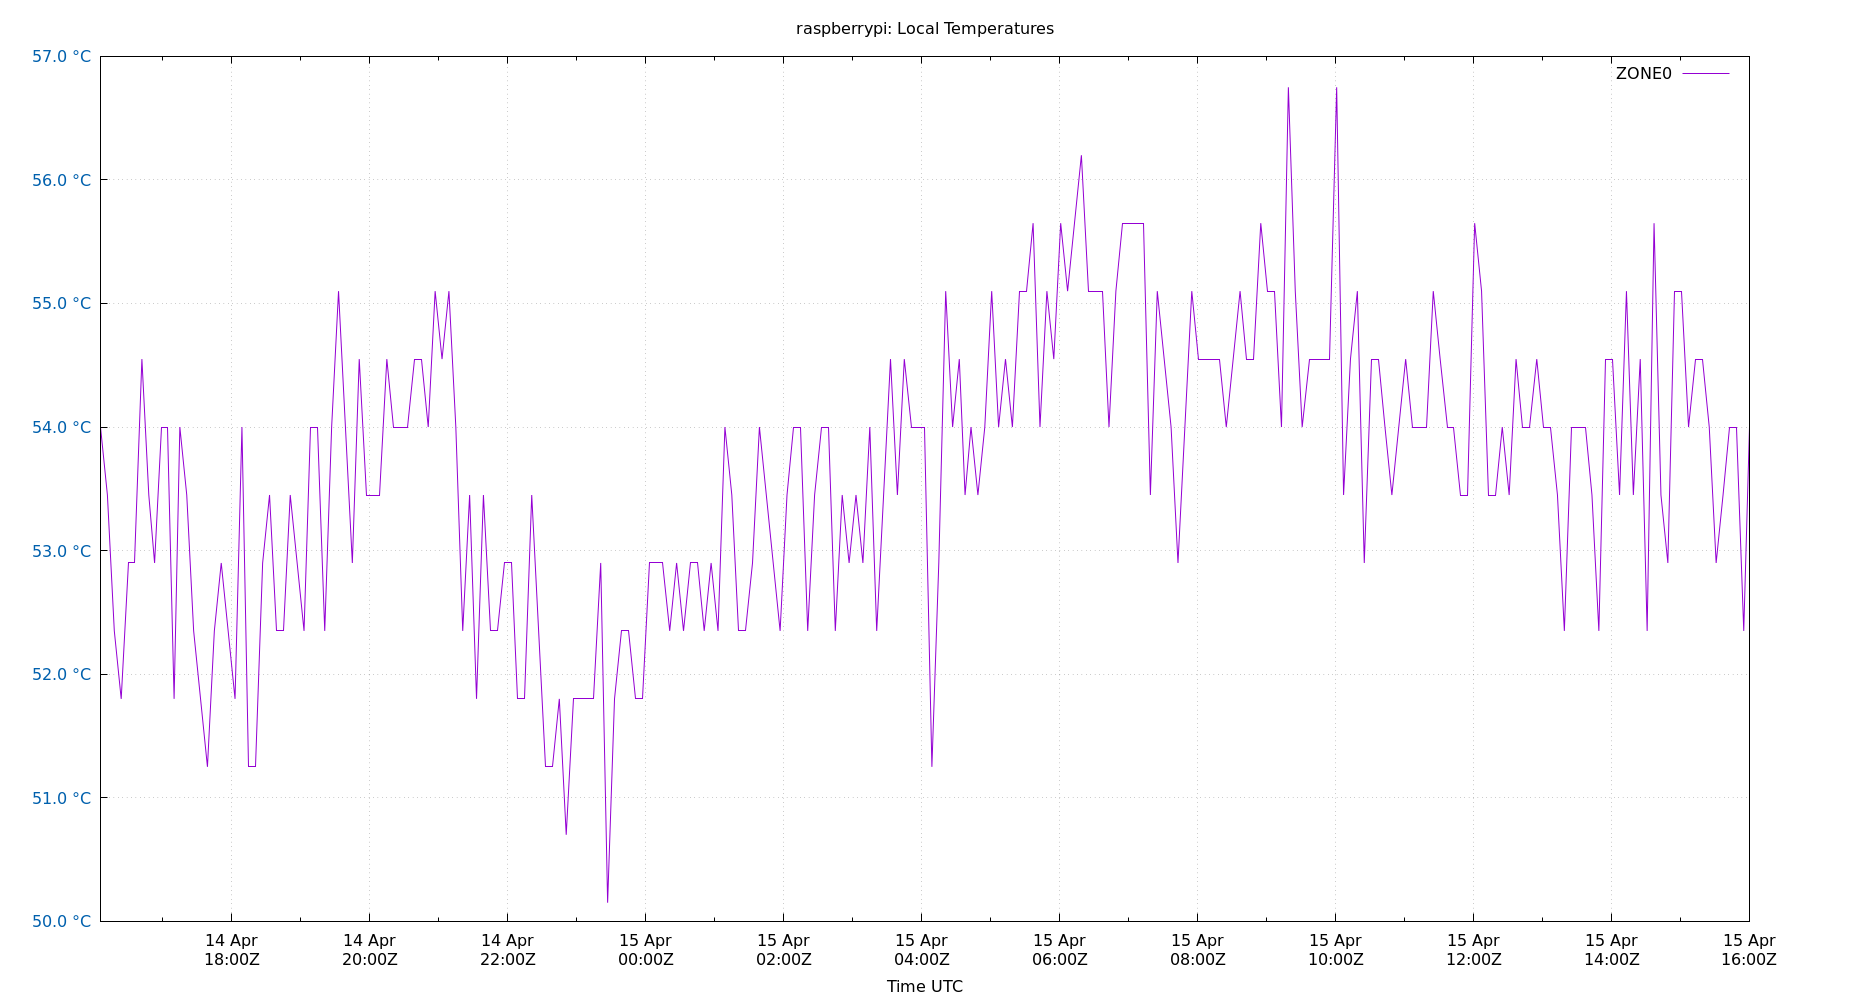 raspberrypi: Local Temperatures
57.0 °C
ZONE0
56.0 °C
55.0 °C
54.0 °C
53.0 °C
52.0 °C
51.0 °C
50.0 °C
14 Apr 14 Apr 14 Apr 15 Apr 15 Apr 15 Apr 15 Apr 15 Apr 15 Apr 15 Apr 15 Apr 15 Apr
18:00Z 20:00Z 22:00Z 00:00Z 02:00Z 04:00Z 06:00Z 08:00Z 10:00Z 12:00Z 14:00Z 16:00Z
Time UTC